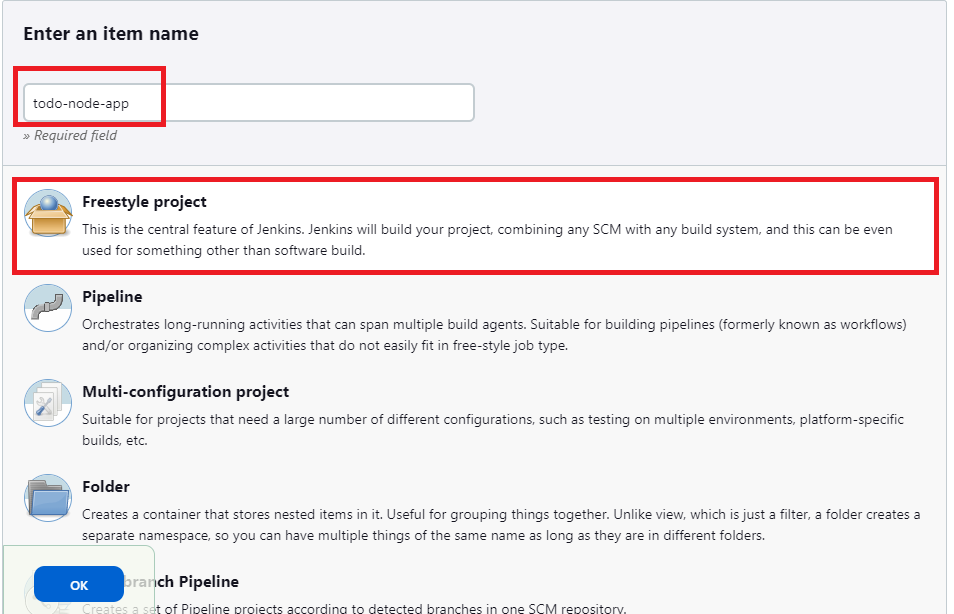 Enter an item name
todo-node-app
» Required field
Freestyle project
This is the central feature of Jenkins. Jenkins will build your project, combining any SCM with any build system, and this can be even
used for something other than software build.
Pipeline
Orchestrates long-running activities that can span multiple build agents. Suitable for building pipelines (formerly known as workflows)
and/or organizing complex activities that do not easily fit in free-style job type.
Multi-configuration project
Suitable for projects that need a large number of different configurations, such as testing on multiple environments, platform-specific
builds, etc.
Folder
Creates a container that stores nested items in it. Useful for grouping things together. Unlike view, which is just a filter, a folder creates a
separate namespace, so you can have multiple things of the same name as long as they are in different folders.
OK
branch Pipeline
Creates a set of Pipeline projects according to detected branches in one SCM repository.